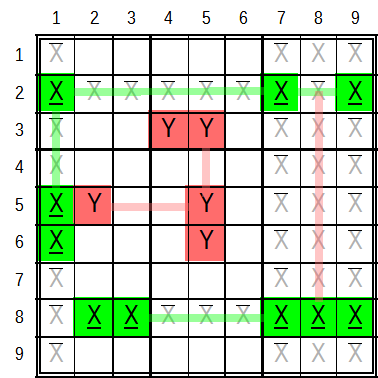 1 2 3 4 5 6 7 8 9
1 X̅ X̅ X̅ X̅
2 X̲ X̅ X̅ X̅ X̅ X̅ X̲ X̅ X̲
3 X̅ Y Y X̅ X̅ X̅
4 X̅ X̅ X̅ X̅
5 X̲ Y Y X̅ X̅ X̅
6 X̲ Y X̅ X̅ X̅
7 X̅ X̅ X̅ X̅
8 X̅ X̲ X̲ X̅ X̅ X̅ X̲ X̲ X̲
9 X̅ X̅ X̅ X̅